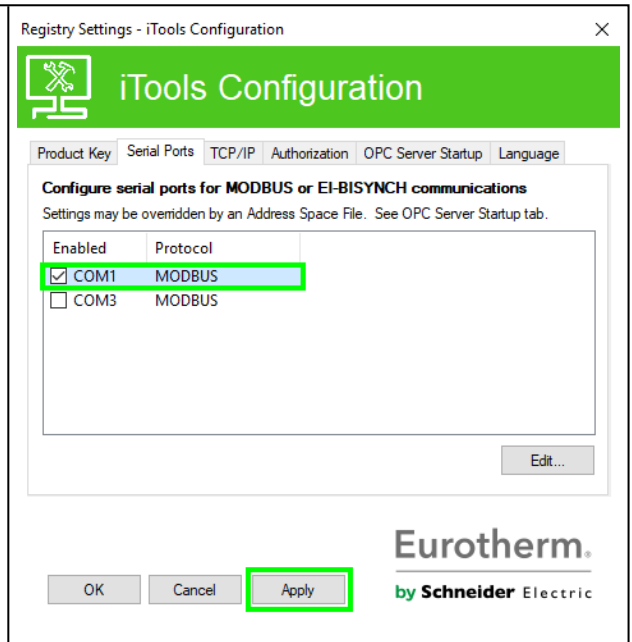 Registry Settings - iTools Configuration
iTools Configuration
Product Key Serial Ports TCP/IP Authorization OPC Server Startup Language
Configure serial ports for MODBUS or EI-BISYNCH communications
Settings may be overridden by an Address Space File. See OPC Server Startup tab.
Enabled Protocol
COM1 MODBUS
COM3 MODBUS
Edit...
Eurotherm.
OK Cancel Apply by Schneider Electric